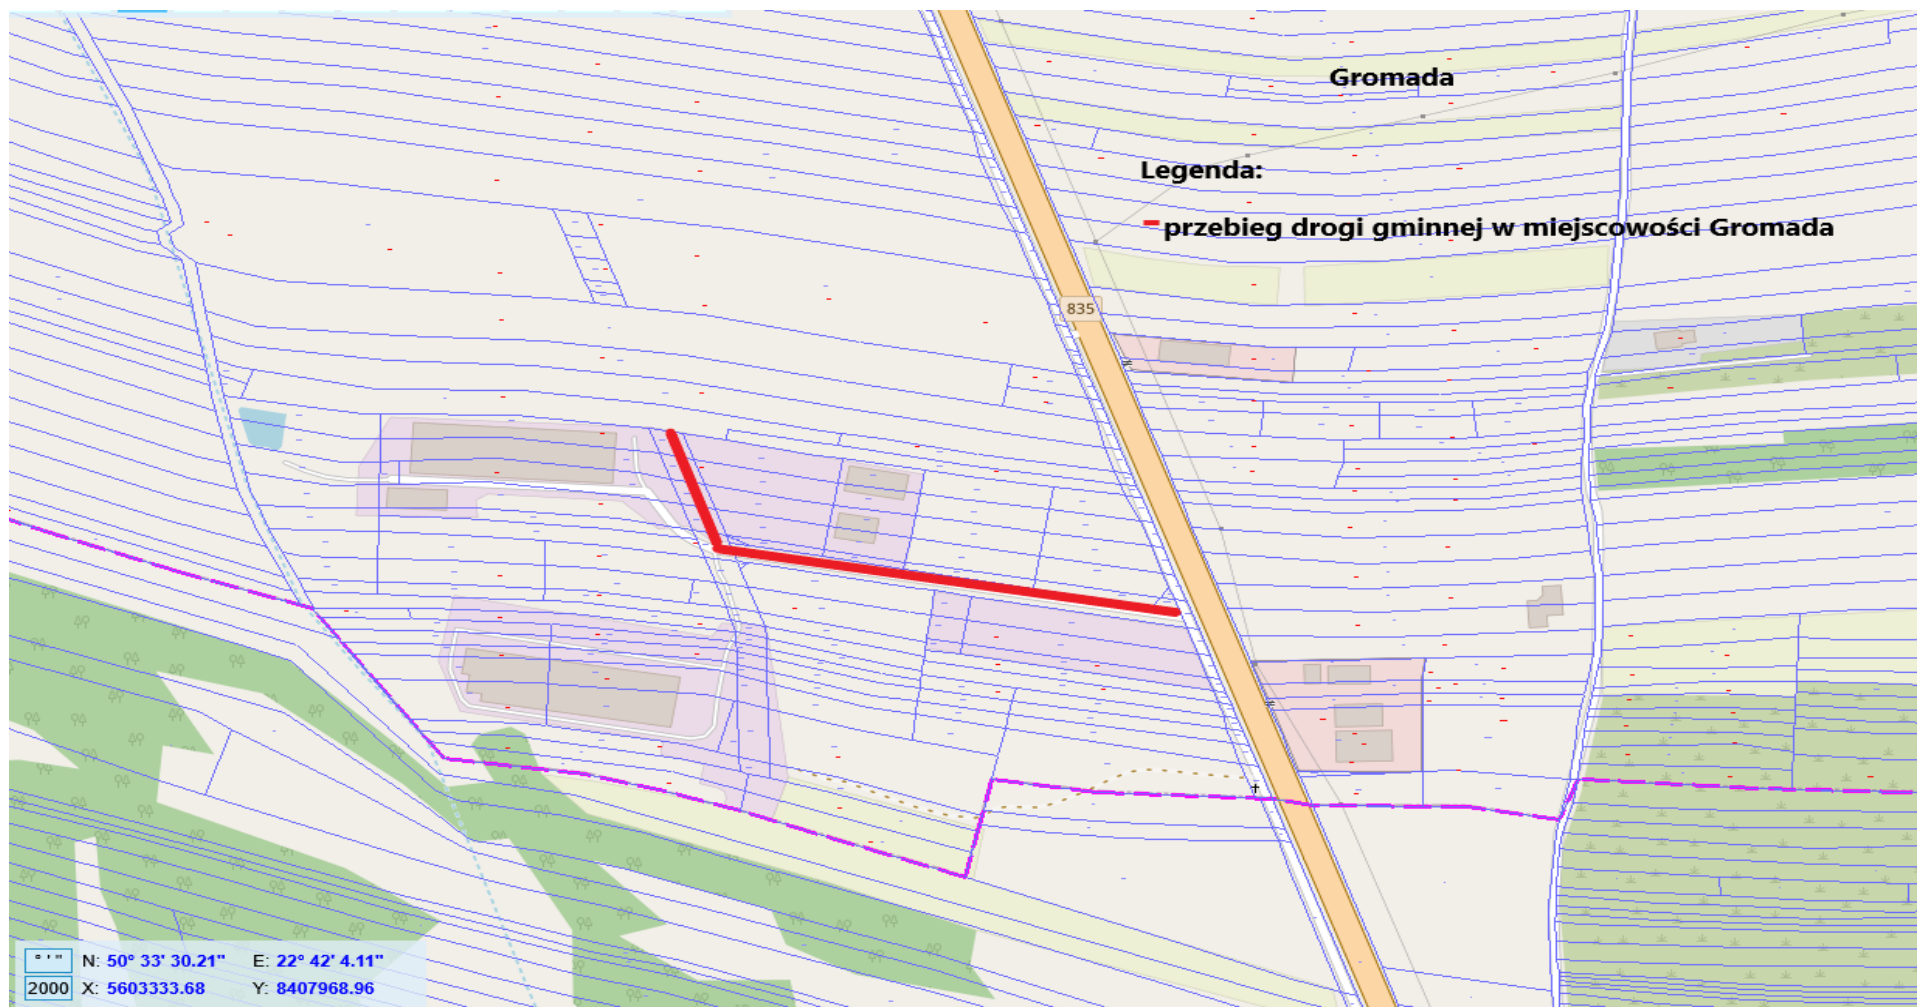 Gromada
Legenda:
przebieg drogi gminnej w miejscowości Gromada
835
° ' " N: 50° 33' 30.21" E: 22° 42' 4.11"
2000 X: 5603333.68 Y: 8407968.96